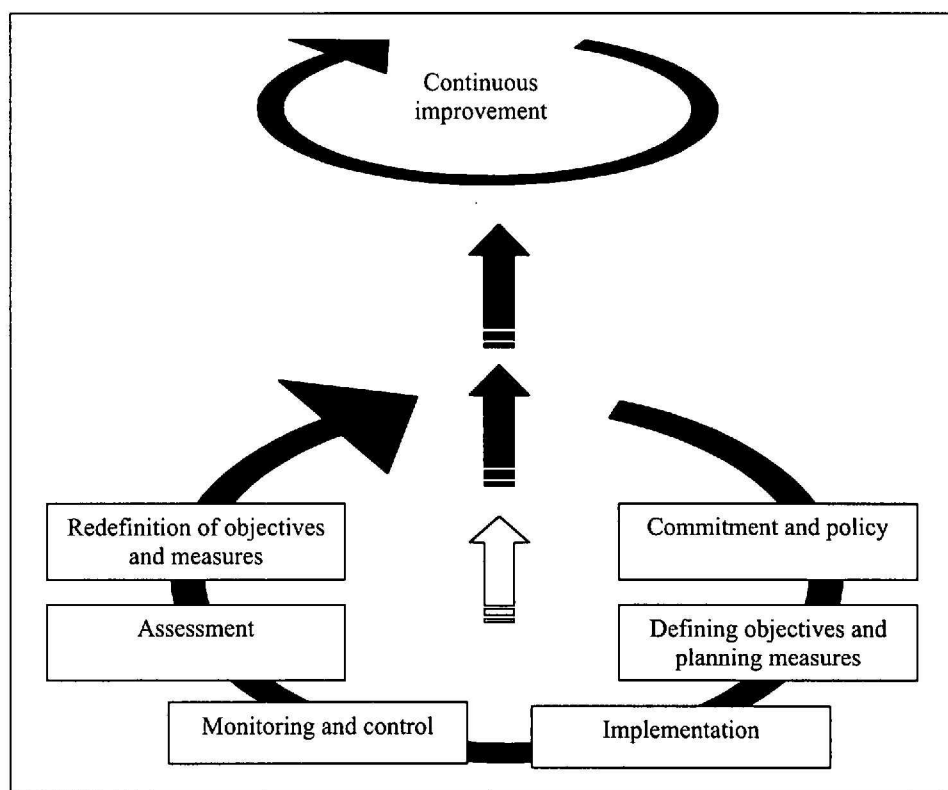 Continuous
improvement
Redefinition of objectives
and measures
Commitment and policy
Assessment
Defining objectives and
planning measures
Monitoring and control
Implementation